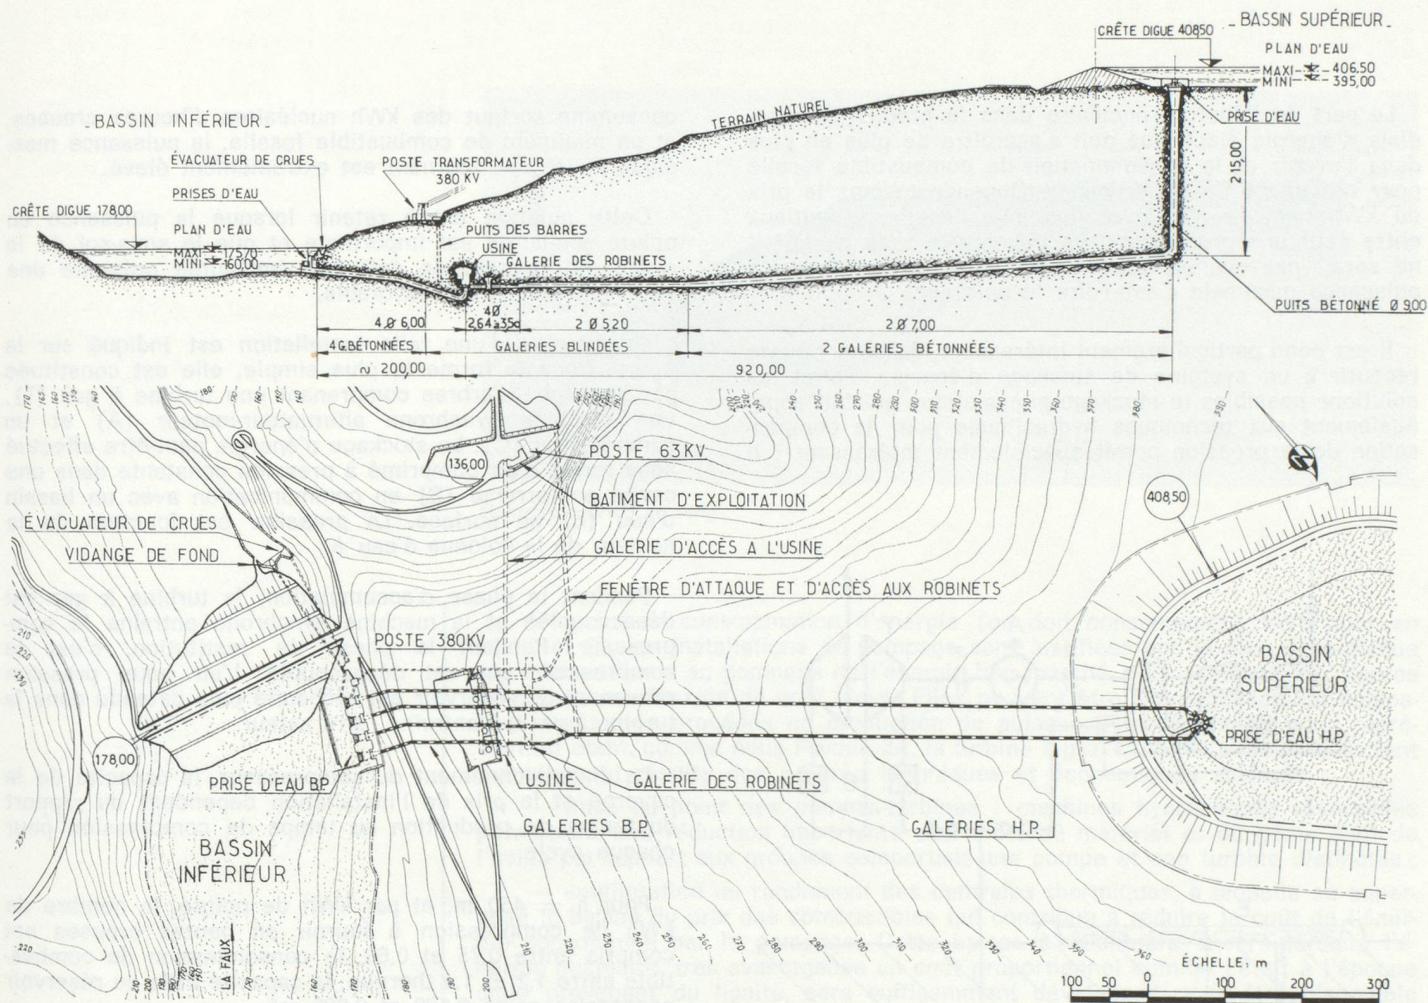 BASSIN SUPÉRIEUR
CRÊTE DIGUE 408,50
PLAN D'EAU
MAXI 406,50
MINI 395,00
BASSIN INFÉRIEUR
TERRAIN NATUREL
PRISE D'EAU
ÉVACUATEUR DE CRUES
POSTE TRANSFORMATEUR
380 KV
215,00
PRISES D'EAU
CRÊTE DIGUE 178,00
PLAN D'EAU
PUITS DES BARRES
USINE
MAXI 175,70
MINI 160,00
GALERIE DES ROBINETS
PUITS BÉTONNÉ Ø 9,00
4 Ø 6,00
4Ø
2,64 à 3,50
2 Ø 5,20
2 Ø 7,00
4G.BÉTONNÉES
GALERIES BLINDÉES
2 GALERIES BÉTONNÉES
200,00
920,00
136,00
POSTE 63 KV
BATIMENT D'EXPLOITATION
408,50
ÉVACUATEUR DE CRUES
VIDANGE DE FOND
GALERIE D'ACCÈS A L'USINE
FENÊTRE D'ATTAQUE ET D'ACCÈS AUX ROBINETS
POSTE 380KV
BASSIN
SUPÉRIEUR
PRISE D'EAU H.P.
178,00
PRISE D'EAU B.P.
USINE
GALERIE DES ROBINETS
GALERIES B.P.
GALERIES H.P.
BASSIN
INFÉRIEUR
LA FAUX
ÉCHELLE: m
100 50 0 100 200 300